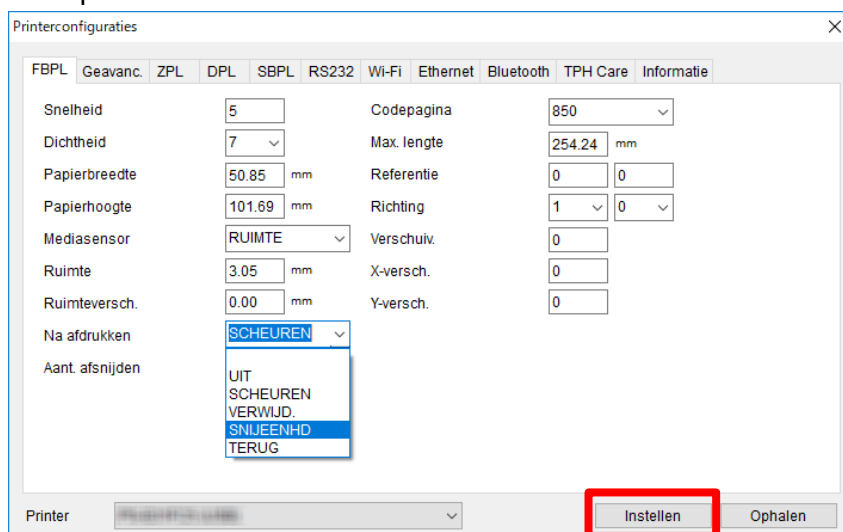 Printerconfiguraties
FBPL Geavanc. ZPL DPL SBPL RS232 Wi-Fi Ethernet Bluetooth TPH Care Informatie
Snelheid 5 Codepagina 850
Dichtheid 7 Max. lengte 254.24 mm
Papierbreedte 50.85 mm Referentie 0 0
Papierhoogte 101.69 mm Richting 1 0
Mediasensor RUIMTE Verschuiv. 0
Ruimte 3.05 mm X-versch. 0
Ruimteversch. 0.00 mm Y-versch. 0
Na afdrukken SCHEUREN
Aant. afsnijden
UIT
SCHEUREN
VERWIJD.
SNIJEENHD
TERUG
Printer Instellen Ophalen